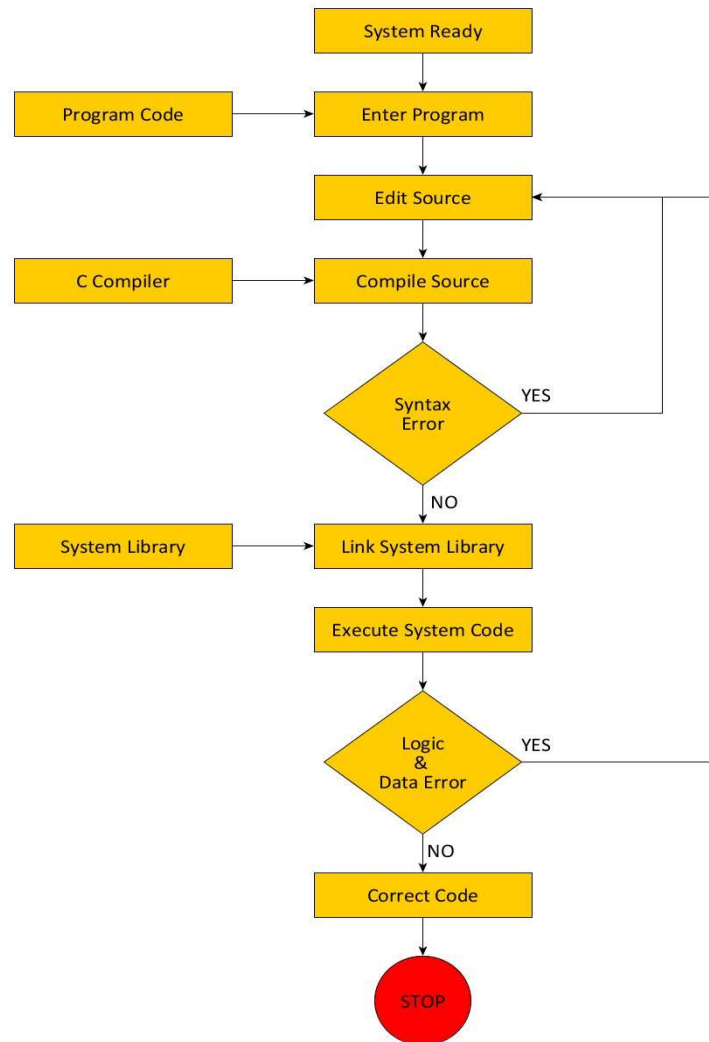 System Ready
Program Code
Enter Program
Edit Source
C Compiler
Compile Source
Syntax
Error
YES
NO
System Library
Link System Library
Execute System Code
Logic
&
Data Error
YES
NO
Correct Code
STOP